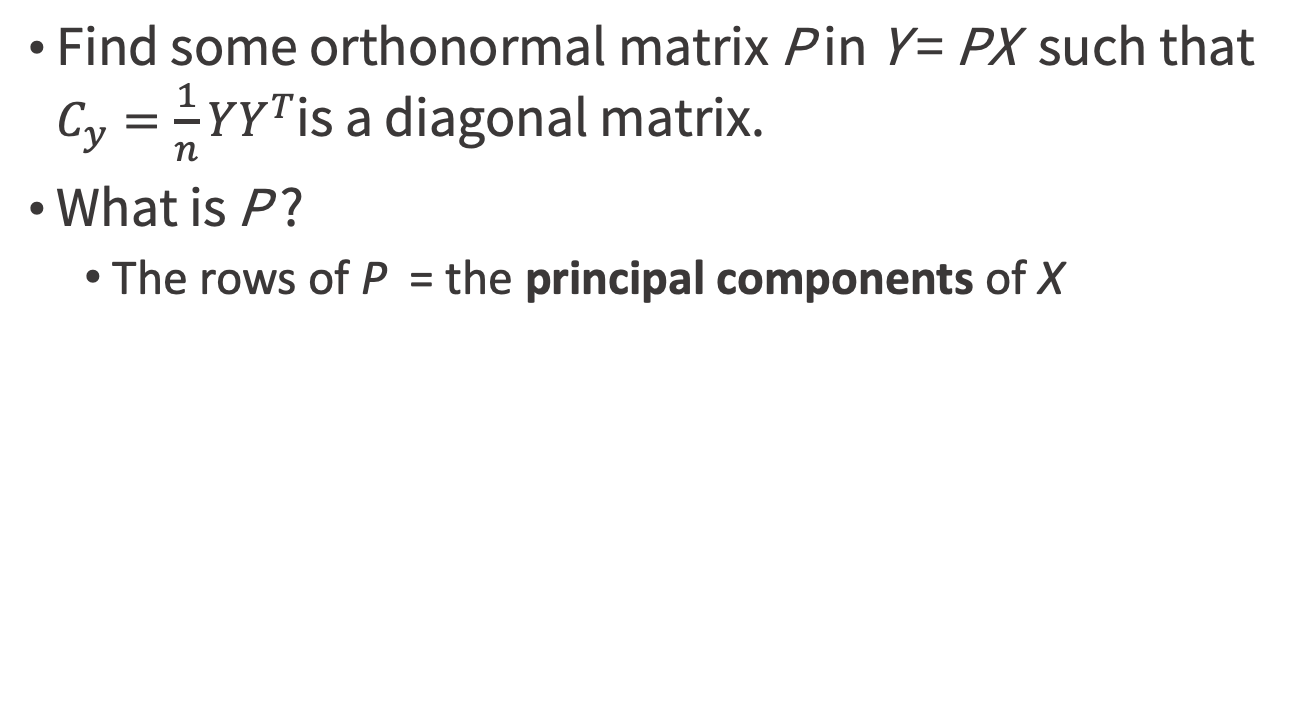 • Find some orthonormal matrix P in Y= PX such that
C_y = \frac{1}{n}YY^T is a diagonal matrix.
• What is P?
• The rows of P = the principal components of X